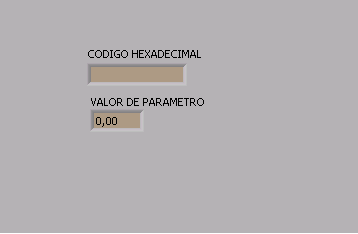 CODIGO HEXADECIMAL
VALOR DE PARAMETRO
0,00